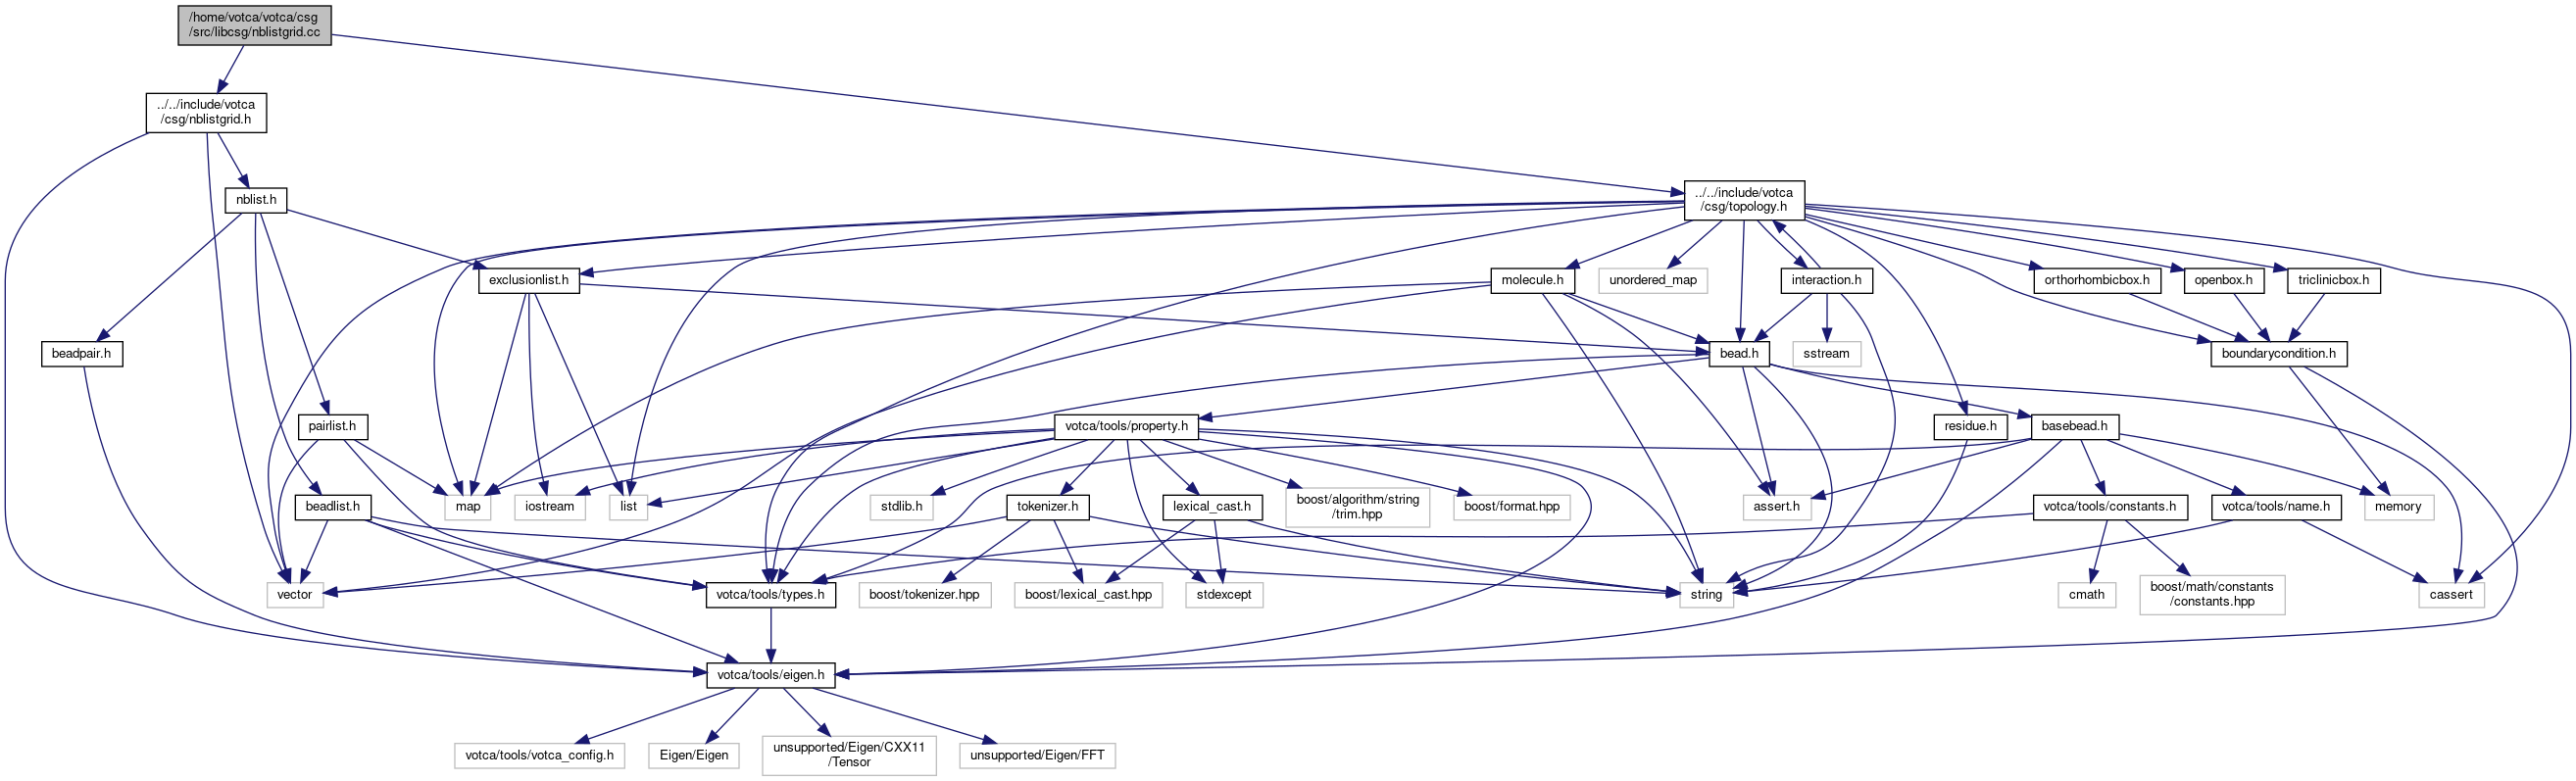 /home/votca/votca/csg
/src/libcsg/nblistgrid.cc
../../include/votca
/csg/nblistgrid.h
../../include/votca
/csg/topology.h
nblist.h
exclusionlist.h
molecule.h
unordered_map
interaction.h
orthorhombicbox.h
openbox.h
triclinicbox.h
beadpair.h
bead.h
sstream
boundarycondition.h
pairlist.h
votca/tools/property.h
residue.h
basebead.h
beadlist.h
map
iostream
list
stdlib.h
tokenizer.h
lexical_cast.h
boost/algorithm/string
/trim.hpp
boost/format.hpp
assert.h
votca/tools/constants.h
votca/tools/name.h
memory
vector
votca/tools/types.h
boost/tokenizer.hpp
boost/lexical_cast.hpp
stdexcept
string
cmath
boost/math/constants
/constants.hpp
cassert
votca/tools/eigen.h
votca/tools/votca_config.h
Eigen/Eigen
unsupported/Eigen/CXX11
/Tensor
unsupported/Eigen/FFT